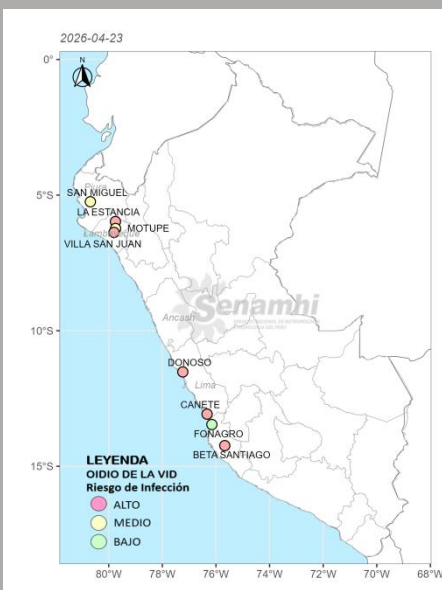 2026-04-23
N
0°
5°S
10°S
15°S
Piura
SAN MIGUEL
LA ESTANCIA
MOTUPE
Lambayeque
VILLA SAN JUAN
Senamhi
Ancash
DONOSO
Lima
CANETE
FONAGRO
BETA SANTIAGO
LEYENDA
OIDIO DE LA VID
Riesgo de Infección
ALTO
MEDIO
BAJO
80°W 78°W 76°W 74°W 72°W 70°W 68°W